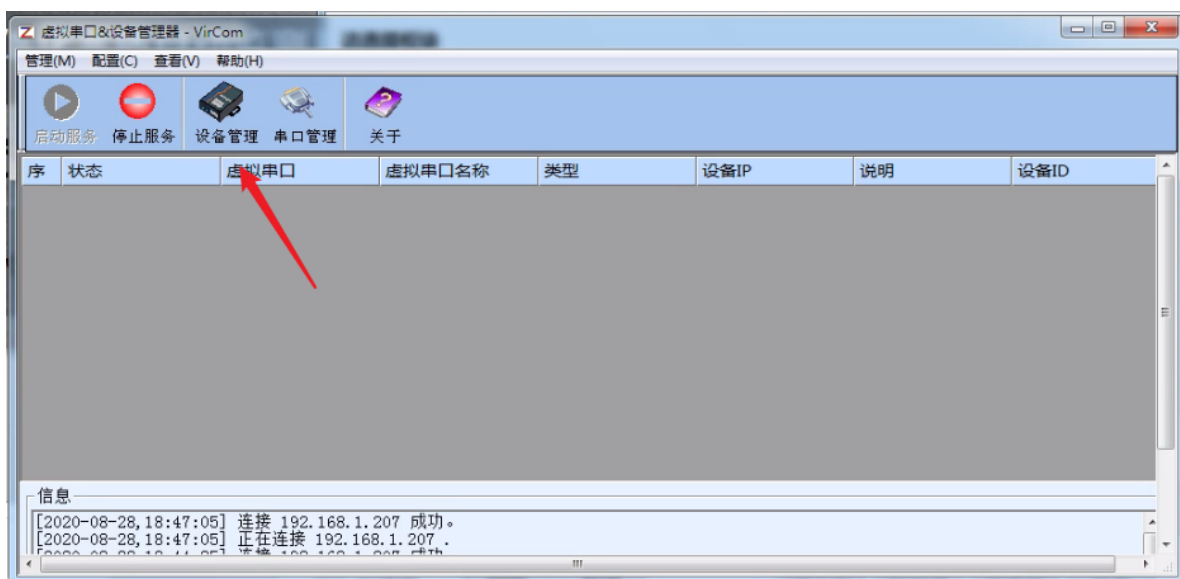 虚拟串口&设备管理器 - VirCom
管理(M) 配置(C) 查看(V) 帮助(H)
启动服务 停止服务 设备管理 串口管理 关于
序 状态 虚拟串口 虚拟串口名称 类型 设备IP 说明 设备ID
信息
[2020-08-28,18:47:05] 连接 192.168.1.207 成功。
[2020-08-28,18:47:05] 正在连接 192.168.1.207 .